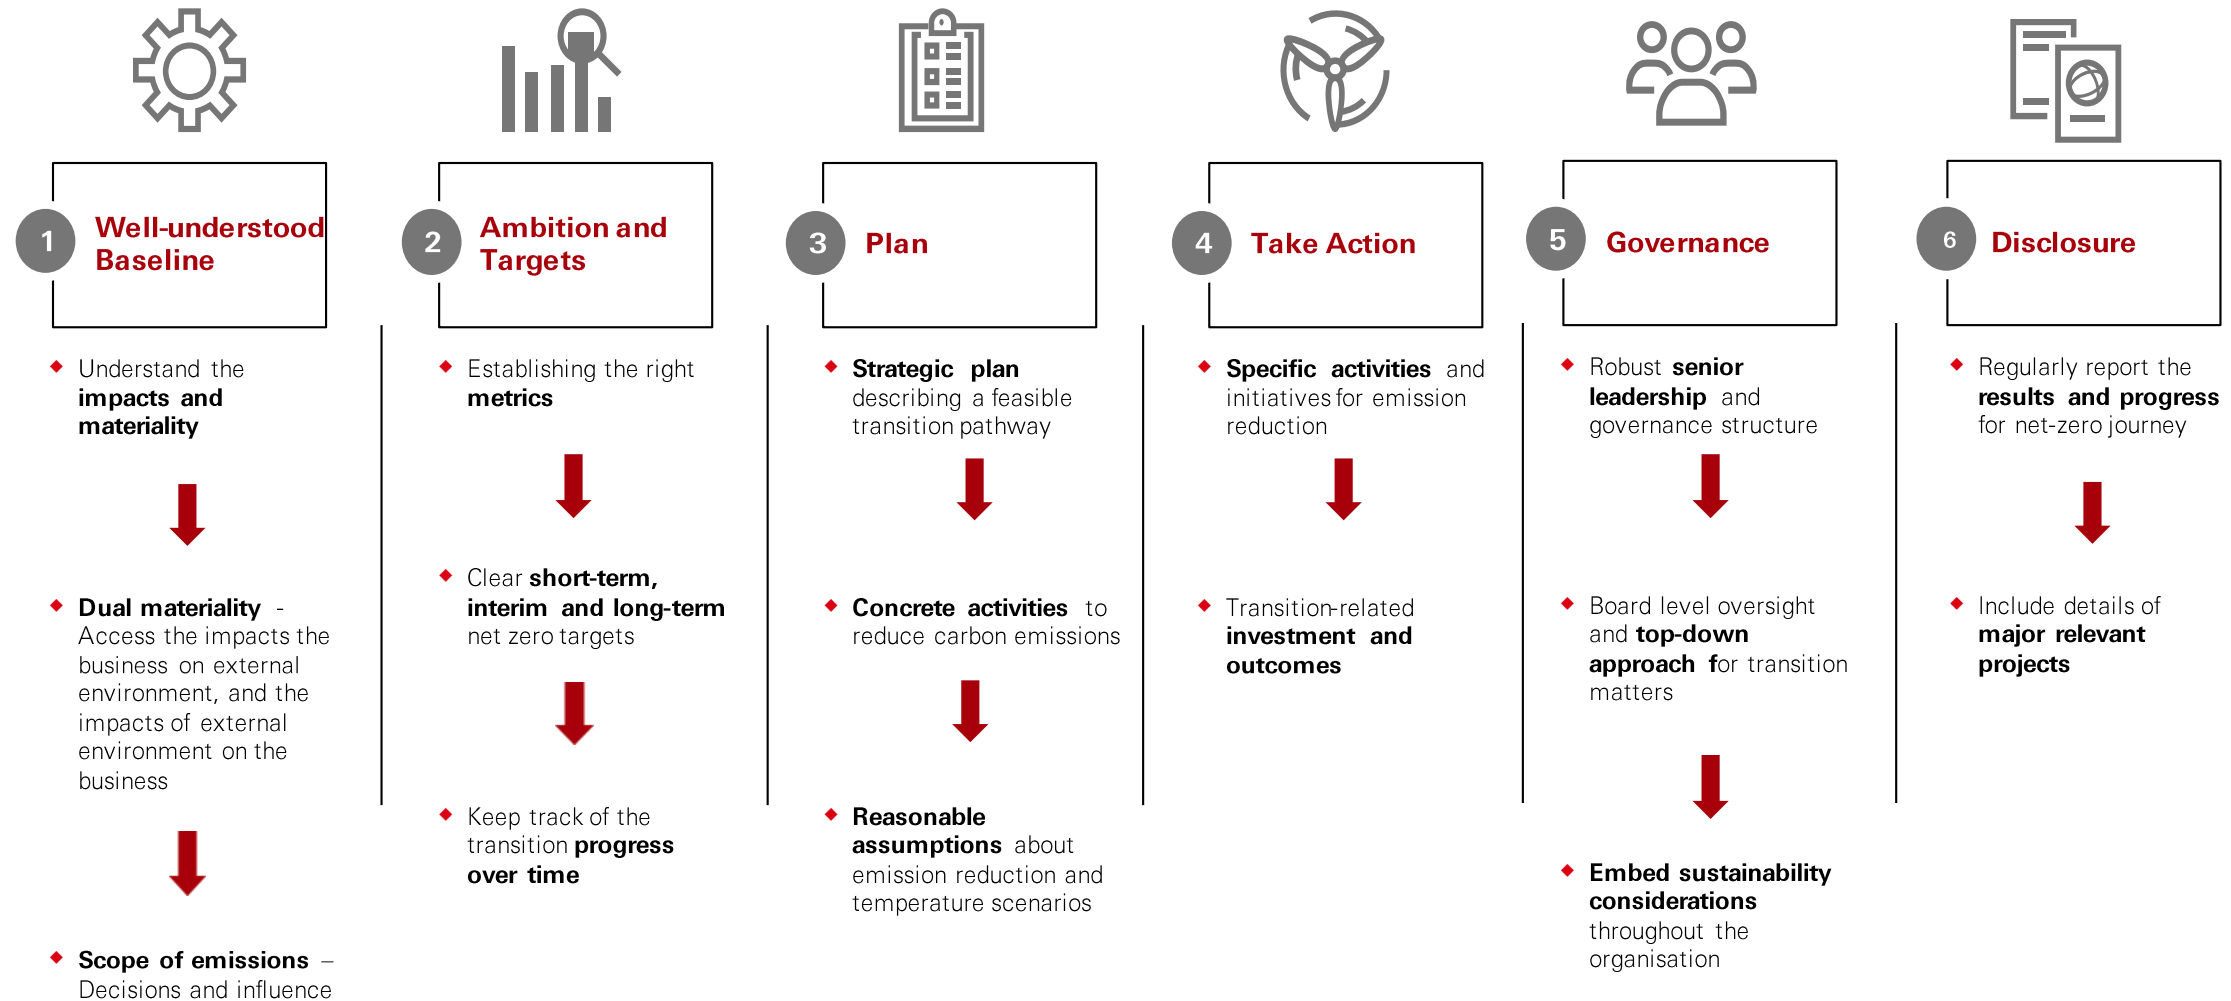 1
Well-understood
Baseline
Understand the
impacts and
materiality
Dual materiality -
Access the impacts the
business on external
environment, and the
impacts of external
environment on the
business
Scope of emissions –
Decisions and influence
2
Ambition and
Targets
Establishing the right
metrics
Clear short-term,
interim and long-term
net zero targets
Keep track of the
transition progress
over time
3
Plan
Strategic plan
describing a feasible
transition pathway
Concrete activities to
reduce carbon emissions
Reasonable
assumptions about
emission reduction and
temperature scenarios
4
Take Action
Specific activities and
initiatives for emission
reduction
Transition-related
investment and
outcomes
5
Governance
Robust senior
leadership and
governance structure
Board level oversight
and top-down
approach for transition
matters
Embed sustainability
considerations
throughout the
organisation
6
Disclosure
Regularly report the
results and progress
for net-zero journey
Include details of
major relevant
projects